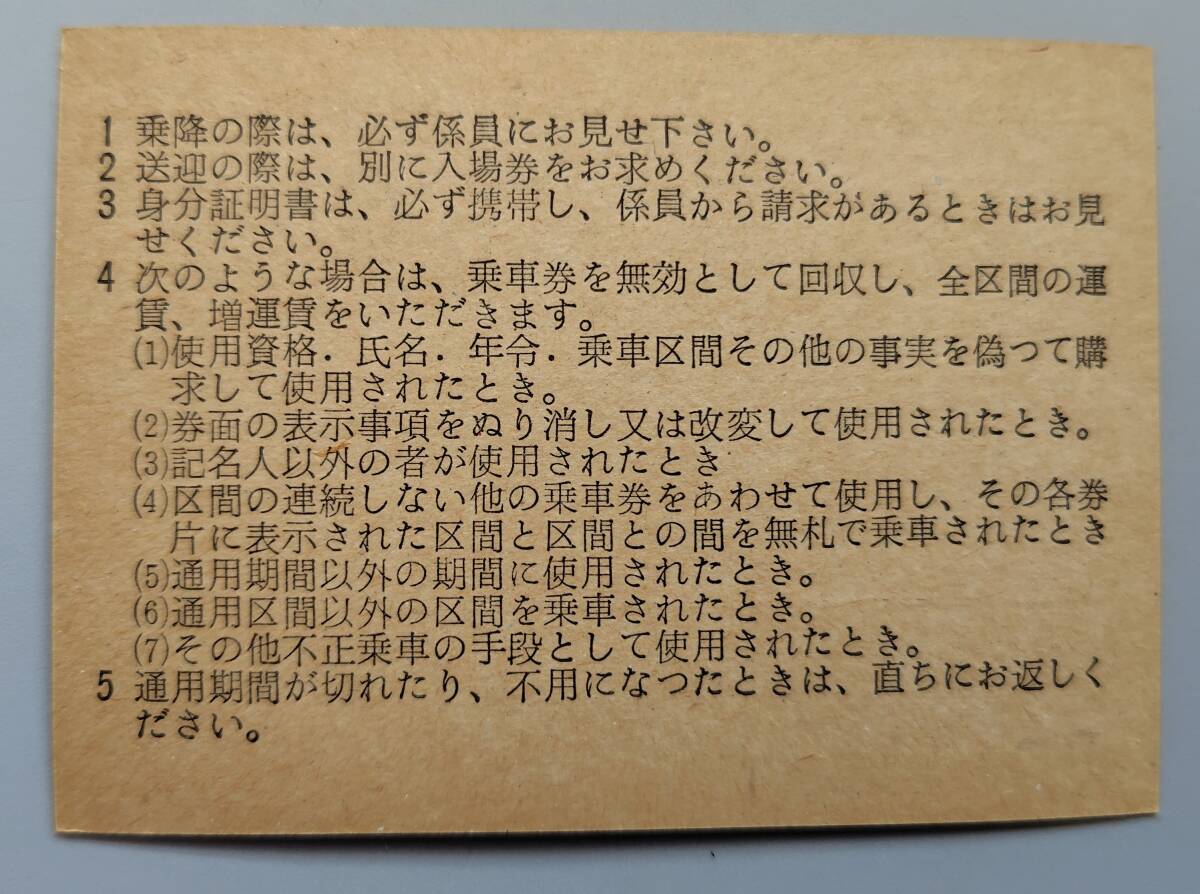 1 乗降の際は、必ず係員にお見せ下さい。
2 送迎の際は、別に入場券をお求めください。
3 身分証明書は、必ず携帯し、係員から請求があるときはお見
せください。
4 次のような場合は、乗車券を無効として回収し、全区間の運
賃、増運賃をいただきます。
⑴使用資格・氏名・年令・乗車区間その他の事実を偽つて購
求して使用されたとき。
⑵券面の表示事項をぬり消し又は改変して使用されたとき。
⑶記名人以外の者が使用されたとき
⑷区間の連続しない他の乗車券をあわせて使用し、その各券
片に表示された区間と区間との間を無札で乗車されたとき
⑸通用期間以外の期間に使用されたとき。
⑹通用区間以外の区間を乗車されたとき。
⑺その他不正乗車の手段として使用されたとき。
5 通用期間が切れたり、不用になつたときは、直ちにお返しく
ださい。